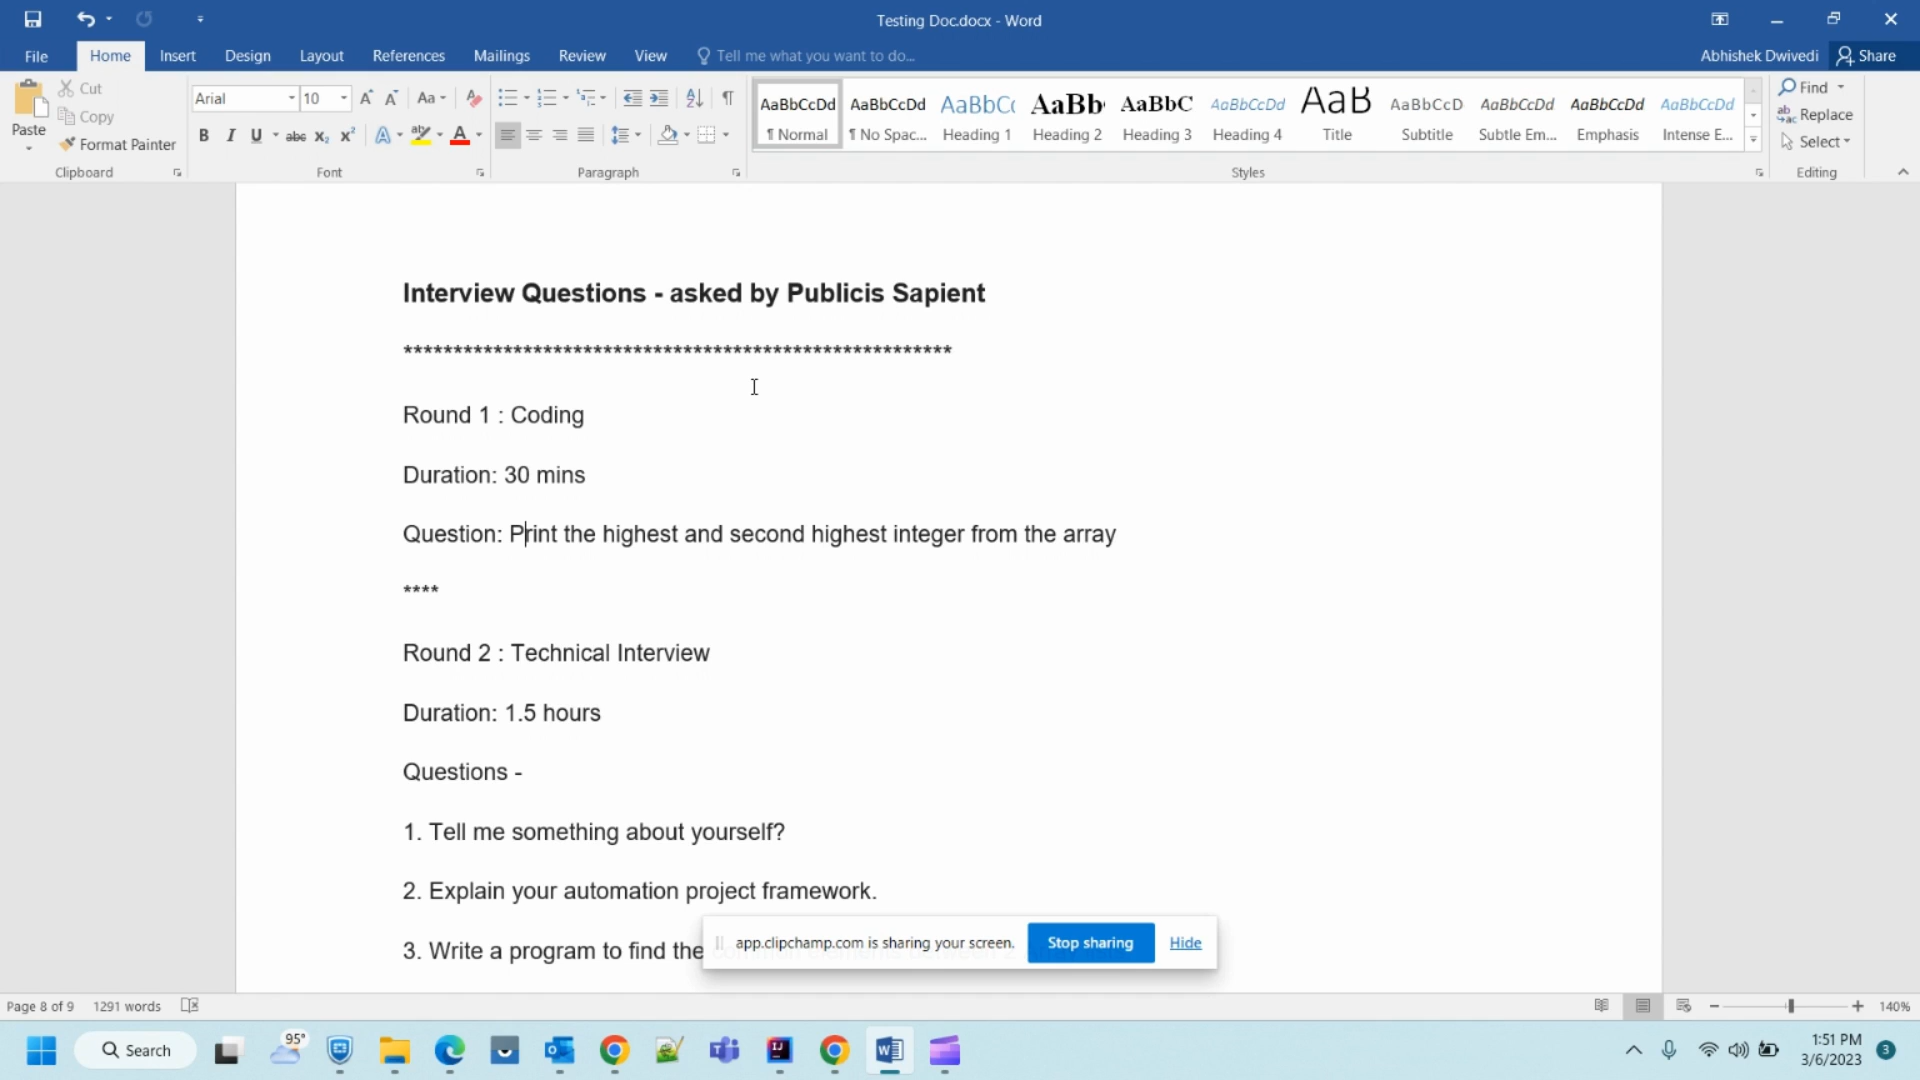 Testing Doc.docx - Word
File Home Insert Design Layout References Mailings Review View Tell me what you want to do... Abhishek Dwivedi Share
Paste Cut Copy Format Painter
Arial 10
AaBbCcDd AaBbCcDd AaBbC AaBb AaBbC AaBbCcDd AaB AaBbCcD AaBbCcDd AaBbCcDd AaBbCcDd
¶ Normal ¶ No Spac... Heading 1 Heading 2 Heading 3 Heading 4 Title Subtitle Subtle Em... Emphasis Intense E...
Find Replace Select
Clipboard Font Paragraph Styles Editing
Interview Questions - asked by Publicis Sapient
*******************************************************
Round 1 : Coding
Duration: 30 mins
Question: Print the highest and second highest integer from the array
****
Round 2 : Technical Interview
Duration: 1.5 hours
Questions -
1. Tell me something about yourself?
2. Explain your automation project framework.
3. Write a program to find the
app.clipchamp.com is sharing your screen. Stop sharing Hide
Page 8 of 9 1291 words 140%
Search 95° 1:51 PM
3/6/2023 3